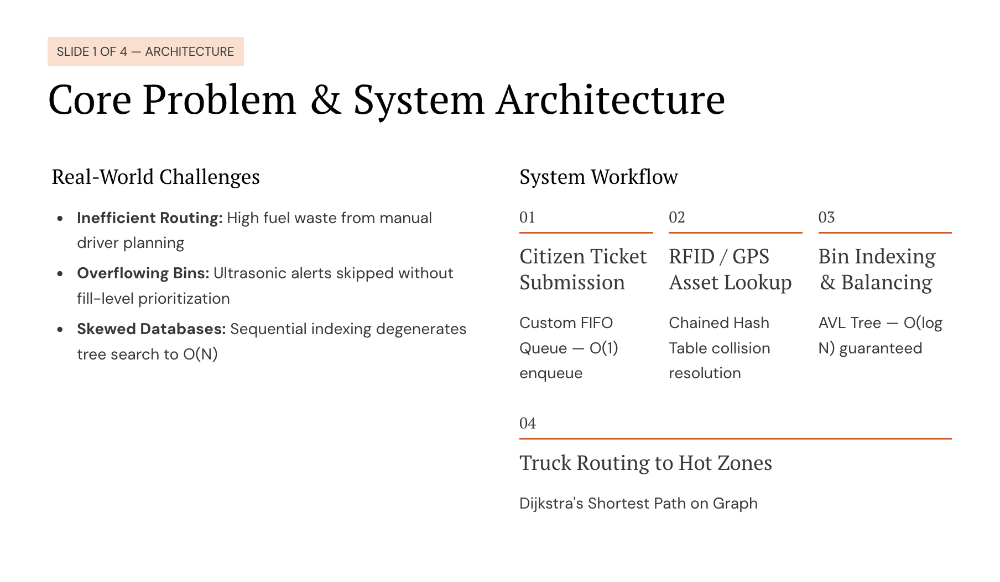 SLIDE 1 OF 4 — ARCHITECTURE
Core Problem & System Architecture
Real-World Challenges
• Inefficient Routing: High fuel waste from manual
driver planning
• Overflowing Bins: Ultrasonic alerts skipped without
fill-level prioritization
• Skewed Databases: Sequential indexing degenerates
tree search to O(N)
System Workflow
01
Citizen Ticket
Submission
Custom FIFO
Queue — O(1)
enqueue
02
RFID / GPS
Asset Lookup
Chained Hash
Table collision
resolution
03
Bin Indexing
& Balancing
AVL Tree — O(log
N) guaranteed
04
Truck Routing to Hot Zones
Dijkstra's Shortest Path on Graph